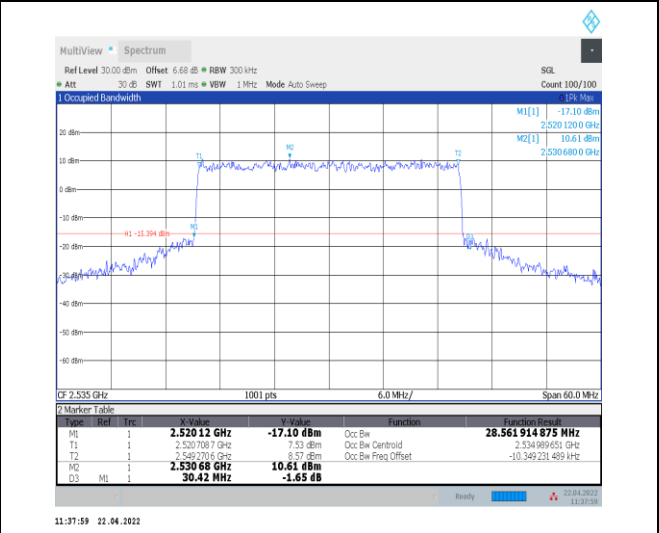 MultiView Spectrum
Ref Level 30.00 dBm Offset 6.68 dB RBW 300 kHz SGL
Att 30 dB SWT 1.01 ms VBW 1 MHz Mode Auto Sweep Count 100/100
1 Occupied Bandwidth 1Pk Max
M1[1] -17.10 dBm
2.520 120 0 GHz
M2[1] 10.61 dBm
2.530 680 0 GHz
20 dBm
M2
T1
T2
10 dBm
0 dBm
-10 dBm
M1
H1 -15.394 dBm
D3
-20 dBm
-30 dBm
-40 dBm
-50 dBm
-60 dBm
CF 2.535 GHz 1001 pts 6.0 MHz/ Span 60.0 MHz
2 Marker Table
Type Ref Trc X-Value Y-Value Function Function Result
M1 1 2.520 12 GHz -17.10 dBm Occ Bw 28.561 914 875 MHz
T1 1 2.520 708 7 GHz 7.53 dBm Occ Bw Centroid 2.534 989 651 GHz
T2 1 2.549 270 6 GHz 8.57 dBm Occ Bw Freq Offset -10.349 231 489 kHz
M2 1 2.530 68 GHz 10.61 dBm
D3 M1 1 30.42 MHz -1.65 dB
Ready 22.04.2022
11:37:59
11:37:59 22.04.2022